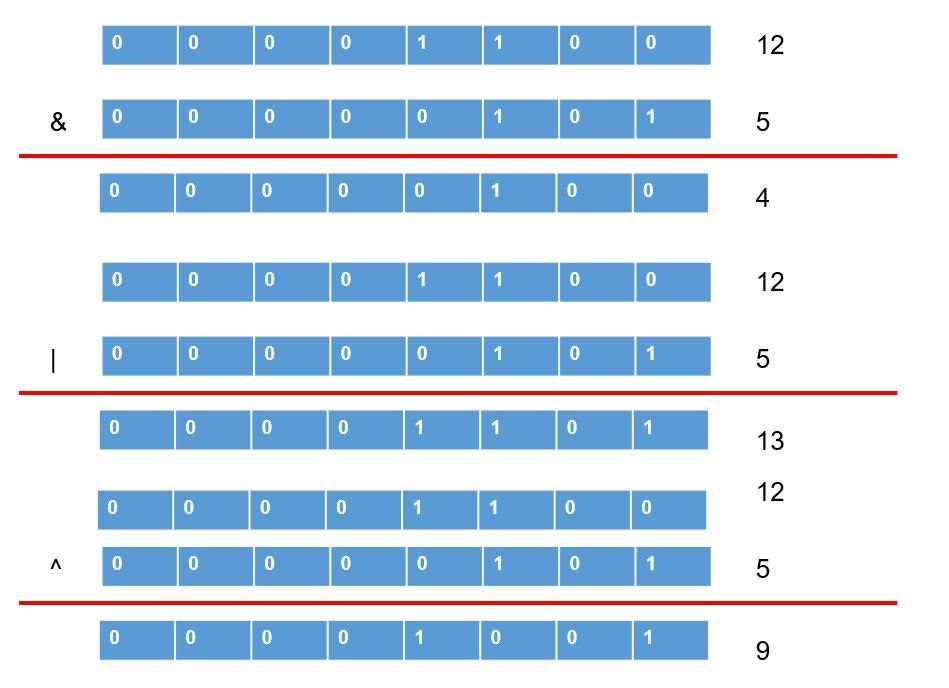 0 0 0 0 1 1 0 0 12
& 0 0 0 0 0 1 0 1 5
0 0 0 0 0 1 0 0 4
0 0 0 0 1 1 0 0 12
| 0 0 0 0 0 1 0 1 5
0 0 0 0 1 1 0 1 13
0 0 0 0 1 1 0 0 12
^ 0 0 0 0 0 1 0 1 5
0 0 0 0 1 0 0 1 9